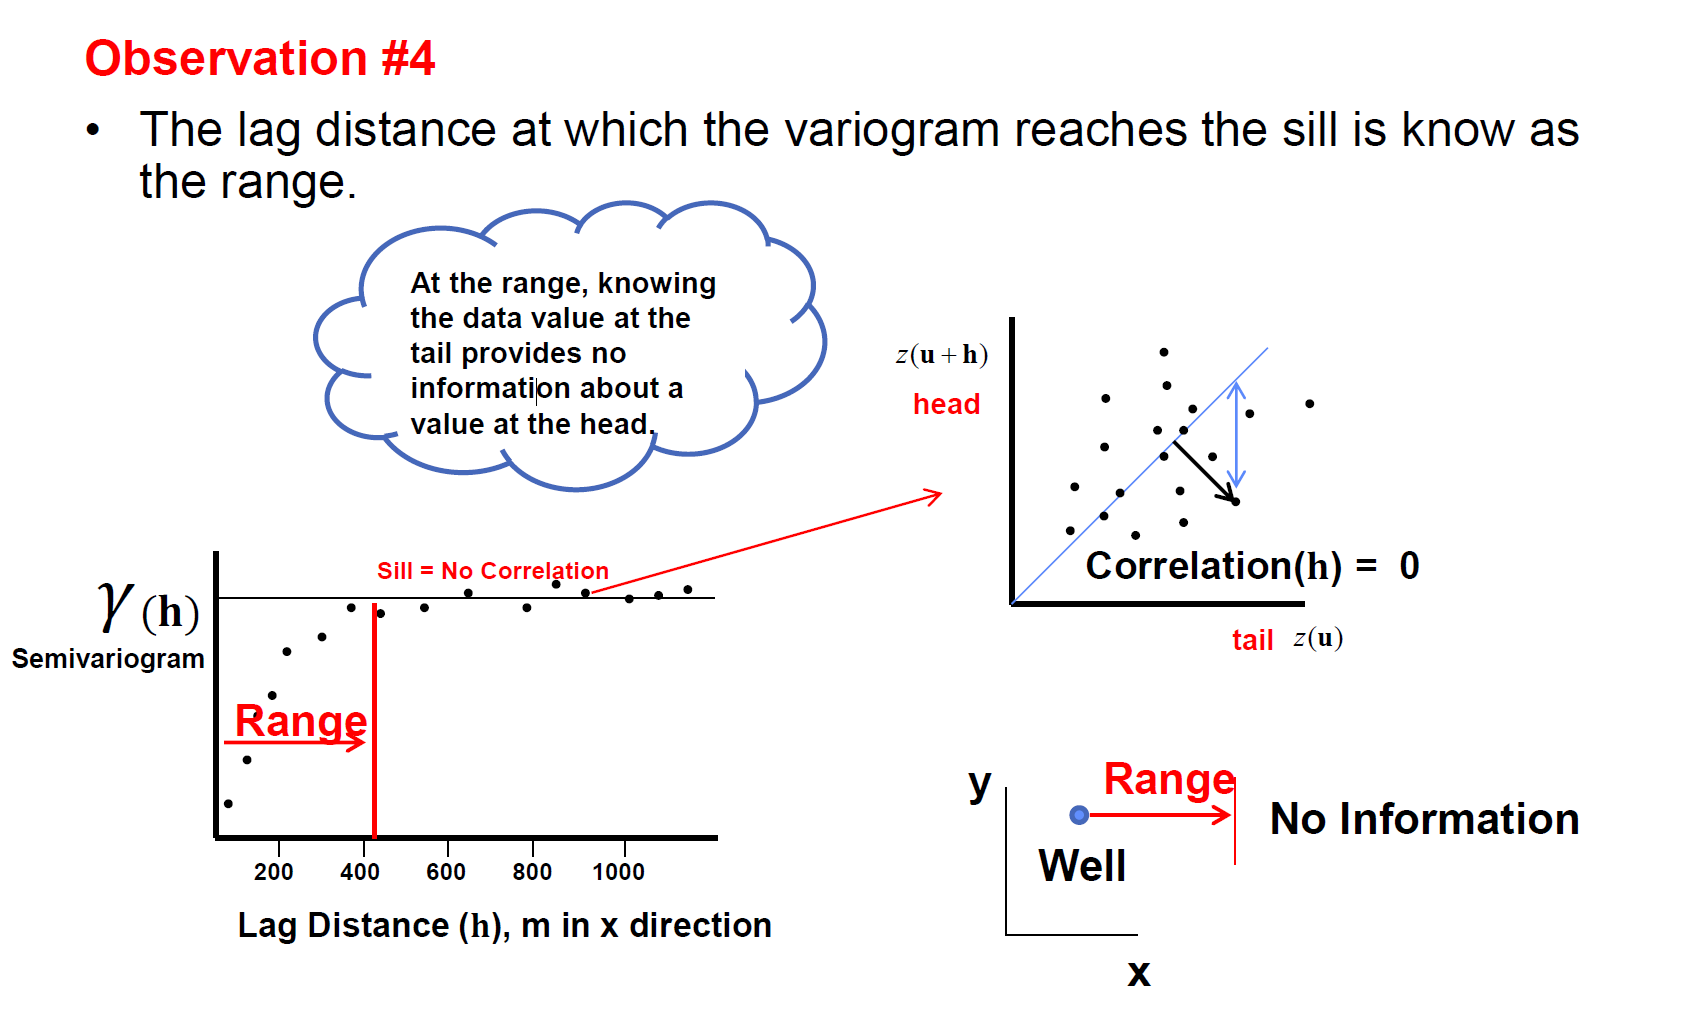 Observation #4
• The lag distance at which the variogram reaches the sill is know as
the range.
At the range, knowing
the data value at the
tail provides no
information about a
value at the head.
z(u + h)
head
Correlation(h) = 0
tail z(u)
Sill = No Correlation
γ(h)
Semivariogram
Range
200 400 600 800 1000
Lag Distance (h), m in x direction
y
Range
No Information
Well
x